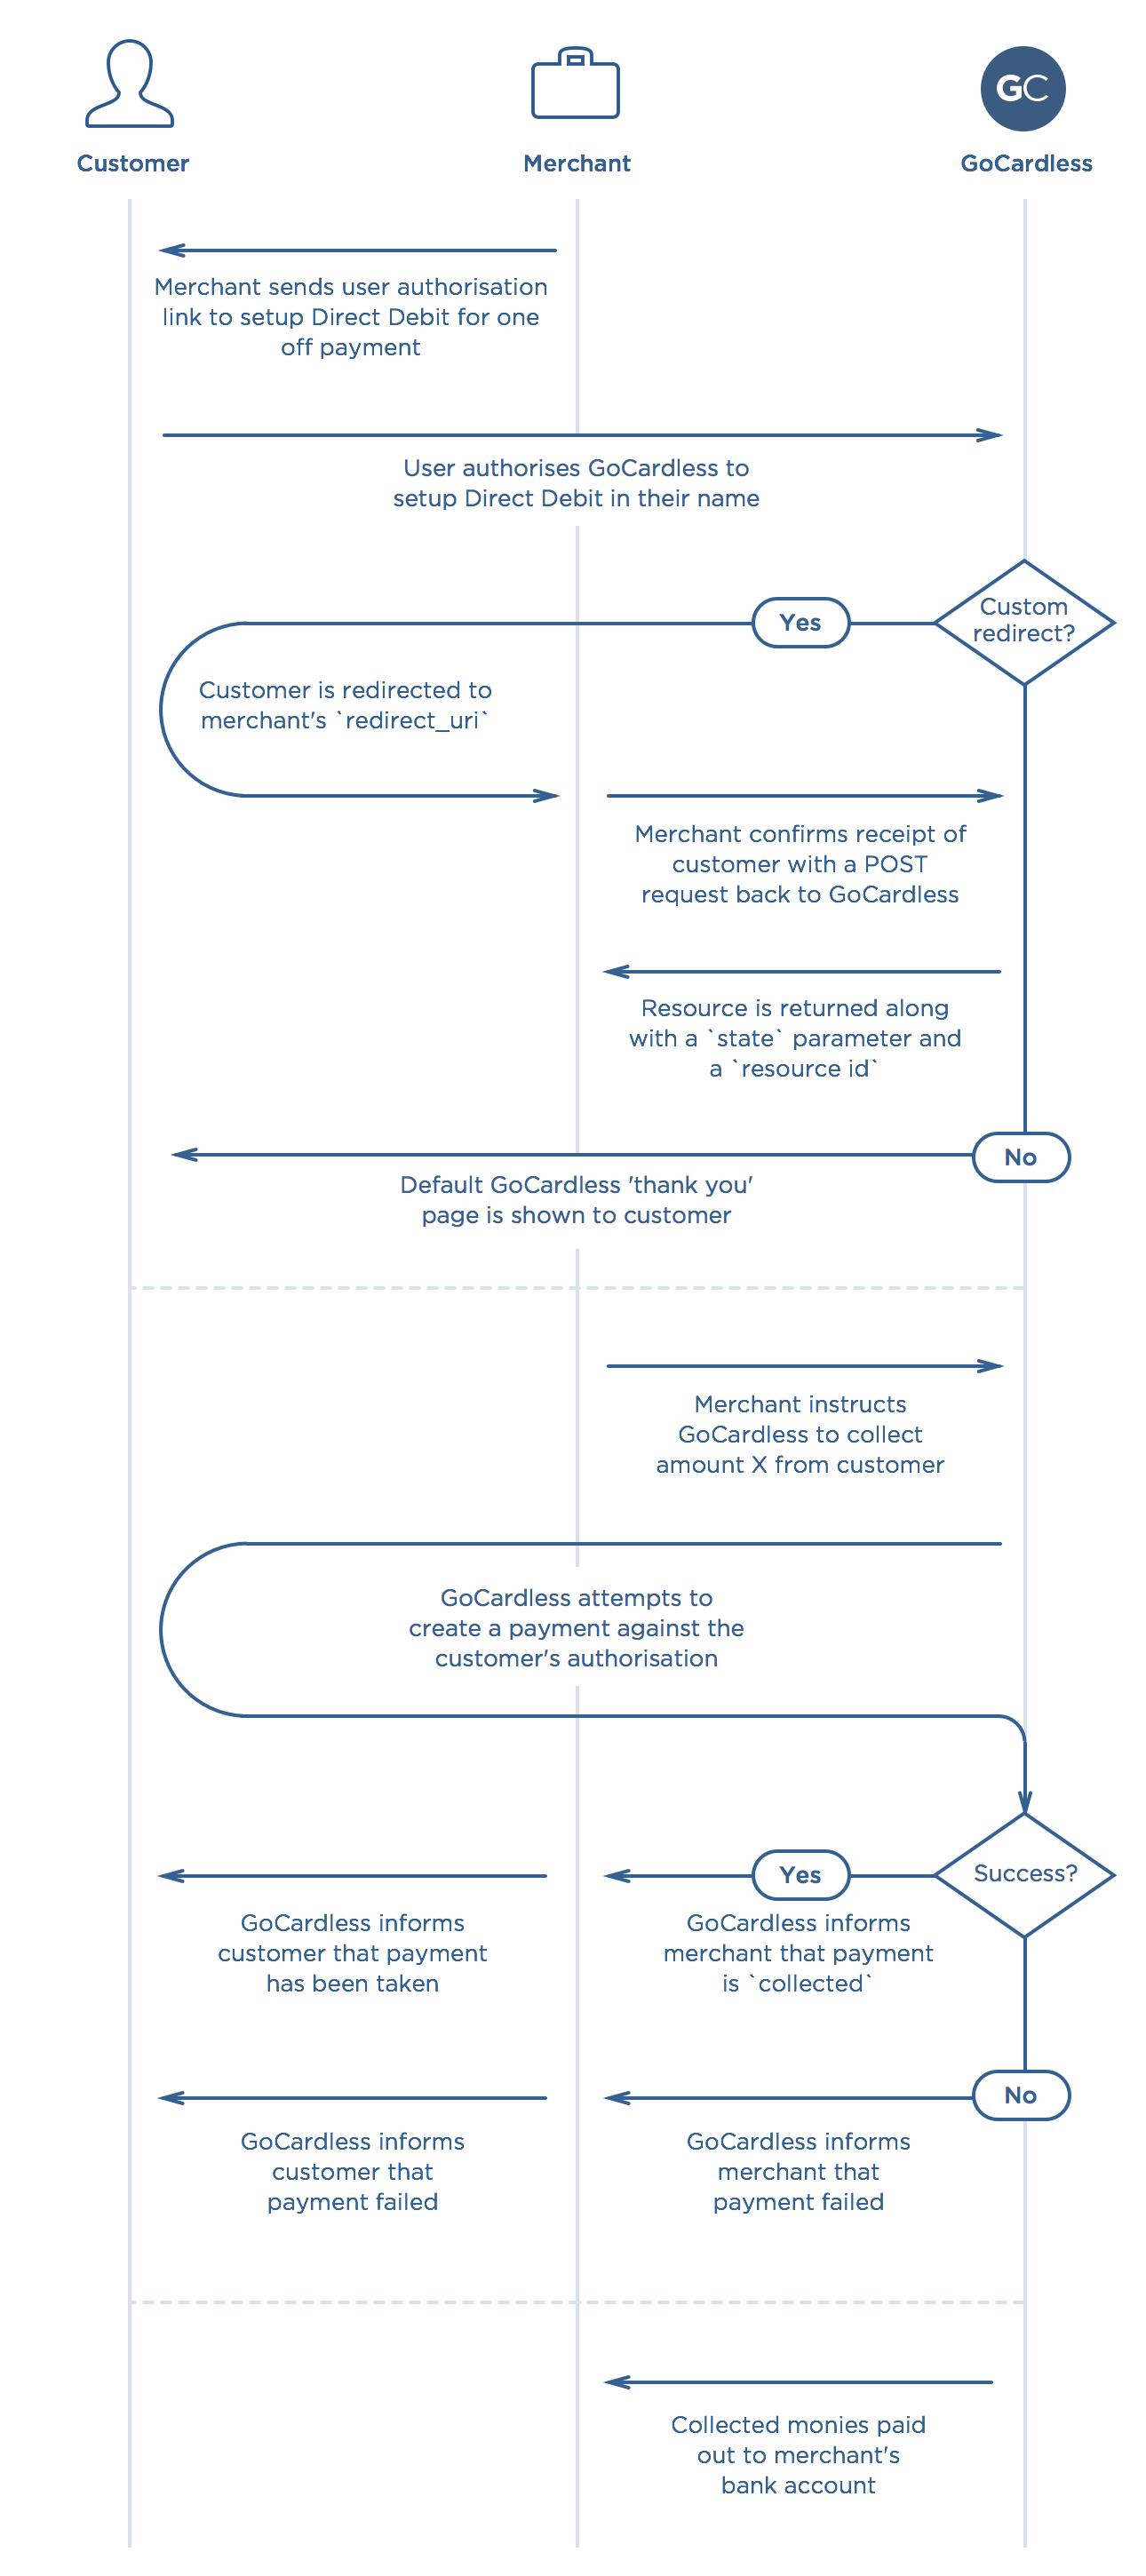 GC
Customer
Merchant
GoCardless
Merchant sends user authorisation
link to setup Direct Debit for one
off payment
User authorises GoCardless to
setup Direct Debit in their name
Custom
redirect?
Yes
Customer is redirected to
merchant's `redirect_uri`
Merchant confirms receipt of
customer with a POST
request back to GoCardless
Resource is returned along
with a `state` parameter and
a `resource id`
No
Default GoCardless 'thank you'
page is shown to customer
Merchant instructs
GoCardless to collect
amount X from customer
GoCardless attempts to
create a payment against the
customer's authorisation
Success?
Yes
GoCardless informs
customer that payment
has been taken
GoCardless informs
merchant that payment
is `collected`
No
GoCardless informs
customer that
payment failed
GoCardless informs
merchant that
payment failed
Collected monies paid
out to merchant's
bank account